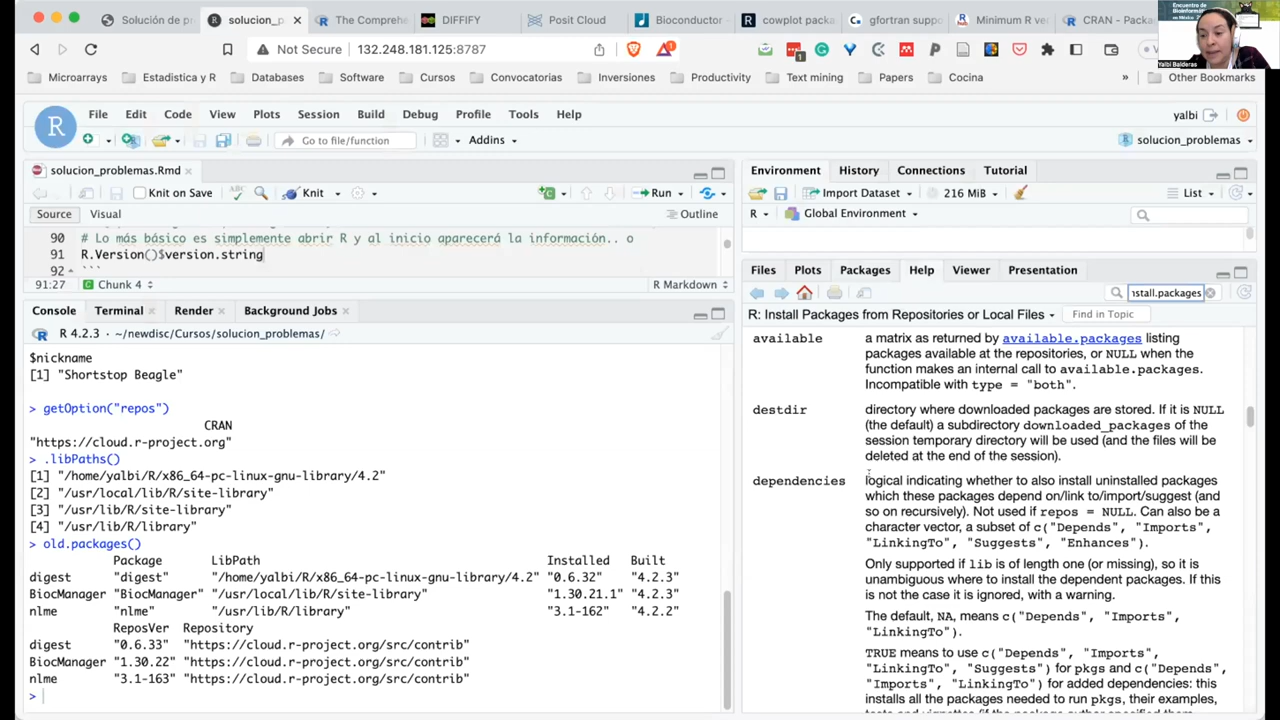 Solución de pr
solucion_p
The Comprehe
DIFFIFY
Posit Cloud
Bioconductor
cowplot packa
gfortran supp
Minimum R ve
CRAN - Packa
Yalbi Balderas
Not Secure 132.248.181.125:8787
Microarrays
Estadistica y R
Databases
Software
Cursos
Convocatorias
Inversiones
Productivity
Text mining
Papers
Cocina
»
Other Bookmarks
File Edit Code View Plots Session Build Debug Profile Tools Help
yalbi
Go to file/function
Addins
solucion_problemas
solucion_problemas.Rmd
Knit on Save
Knit
Run
Source Visual
Outline
90 # Lo más básico es simplemente abrir R y al inicio aparecerá la información.. o
91 R.Version()$version.string
92 ```
91:27 Chunk 4
R Markdown
Console Terminal Render Background Jobs
R 4.2.3 · ~/newdisc/Cursos/solucion_problemas/
$nickname
[1] "Shortstop Beagle"
> getOption("repos")
CRAN
"https://cloud.r-project.org"
> .libPaths()
[1] "/home/yalbi/R/x86_64-pc-linux-gnu-library/4.2"
[2] "/usr/local/lib/R/site-library"
[3] "/usr/lib/R/site-library"
[4] "/usr/lib/R/library"
> old.packages()
Package LibPath Installed Built
digest "digest" "/home/yalbi/R/x86_64-pc-linux-gnu-library/4.2" "0.6.32" "4.2.3"
BiocManager "BiocManager" "/usr/local/lib/R/site-library" "1.30.21.1" "4.2.3"
nlme "nlme" "/usr/lib/R/library" "3.1-162" "4.2.2"
ReposVer Repository
digest "0.6.33" "https://cloud.r-project.org/src/contrib"
BiocManager "1.30.22" "https://cloud.r-project.org/src/contrib"
nlme "3.1-163" "https://cloud.r-project.org/src/contrib"
>
Environment History Connections Tutorial
Import Dataset
216 MiB
List
R Global Environment
Files Plots Packages Help Viewer Presentation
nstall.packages
R: Install Packages from Repositories or Local Files
Find in Topic
available a matrix as returned by available.packages listing
packages available at the repositories, or NULL when the
function makes an internal call to available.packages.
Incompatible with type = "both".
destdir directory where downloaded packages are stored. If it is NULL
(the default) a subdirectory downloaded_packages of the
session temporary directory will be used (and the files will be
deleted at the end of the session).
dependencies logical indicating whether to also install uninstalled packages
which these packages depend on/link to/import/suggest (and
so on recursively). Not used if repos = NULL. Can also be a
character vector, a subset of c("Depends", "Imports",
"LinkingTo", "Suggests", "Enhances").
Only supported if lib is of length one (or missing), so it is
unambiguous where to install the dependent packages. If this
is not the case it is ignored, with a warning.
The default, NA, means c("Depends", "Imports",
"LinkingTo").
TRUE means to use c("Depends", "Imports",
"LinkingTo", "Suggests") for pkgs and c("Depends",
"Imports", "LinkingTo") for added dependencies: this
installs all the packages needed to run pkgs, their examples,